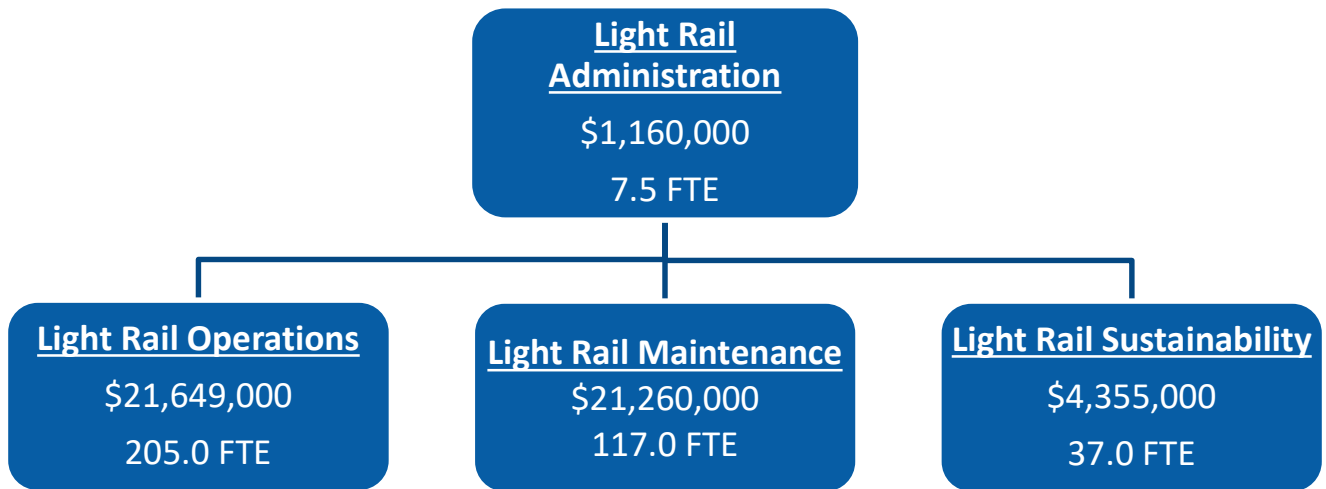 Light Rail
Administration
$1,160,000
7.5 FTE
Light Rail Operations
$21,649,000
205.0 FTE
Light Rail Maintenance
$21,260,000
117.0 FTE
Light Rail Sustainability
$4,355,000
37.0 FTE